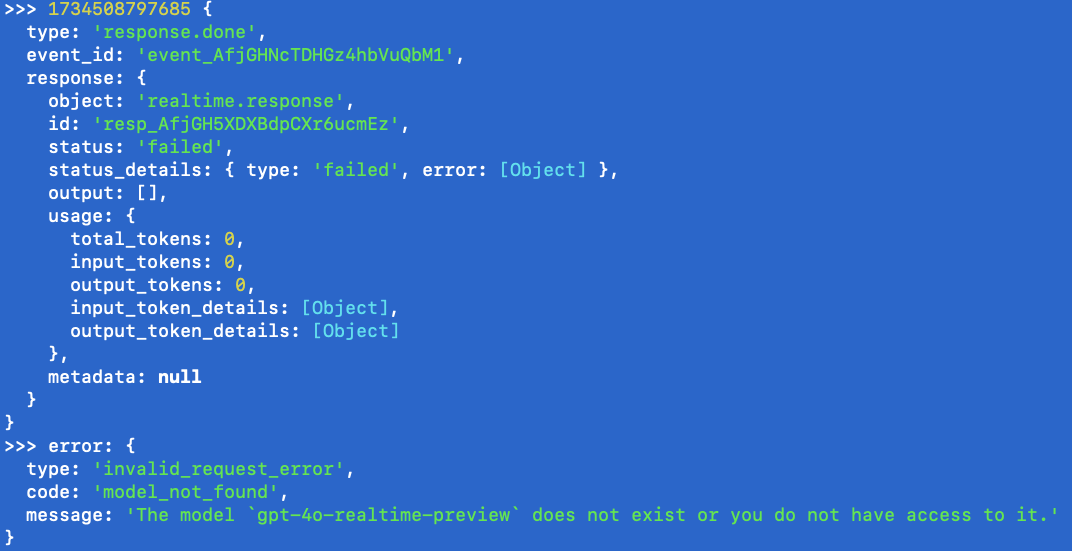 >>> 1734508797685 {
  type: 'response.done',
  event_id: 'event_AfjGHNcTDHGz4hbVuQbM1',
  response: {
    object: 'realtime.response',
    id: 'resp_AfjGH5XDXBdpCXr6ucmEz',
    status: 'failed',
    status_details: { type: 'failed', error: [Object] },
    output: [],
    usage: {
      total_tokens: 0,
      input_tokens: 0,
      output_tokens: 0,
      input_token_details: [Object],
      output_token_details: [Object]
    },
    metadata: null
  }
}
>>> error: {
  type: 'invalid_request_error',
  code: 'model_not_found',
  message: 'The model `gpt-4o-realtime-preview` does not exist or you do not have access to it.'
}